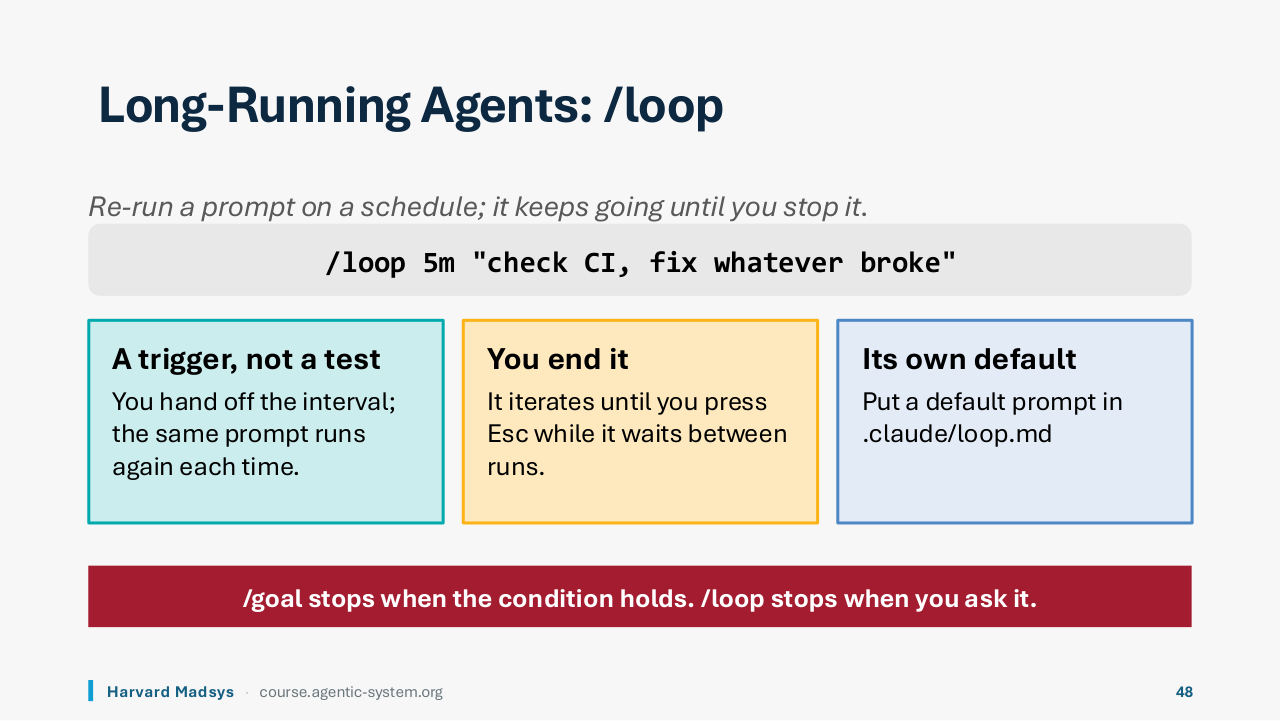 Long-Running Agents: /loop
Re-run a prompt on a schedule; it keeps going until you stop it.
/loop 5m "check CI, fix whatever broke"
A trigger, not a test
You hand off the interval;
the same prompt runs
again each time.
You end it
It iterates until you press
Esc while it waits between
runs.
Its own default
Put a default prompt in
.claude/loop.md
/goal stops when the condition holds. /loop stops when you ask it.
Harvard Madsys · course.agentic-system.org
48